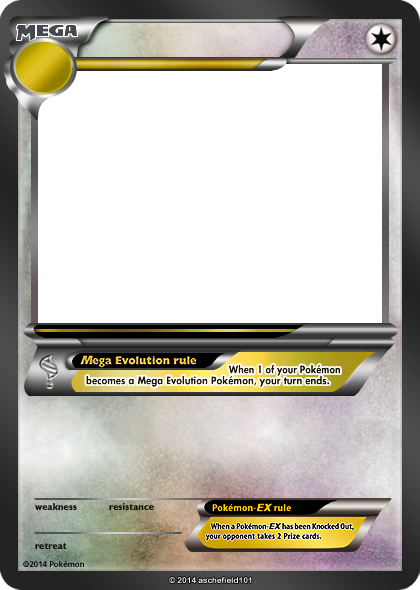 MEGA
Mega Evolution rule
When 1 of your Pokémon
becomes a Mega Evolution Pokémon, your turn ends.
weakness resistance
Pokémon-EX rule
When a Pokémon-EX has been Knocked Out,
your opponent takes 2 Prize cards.
retreat
©2014 Pokémon
© 2014 aschefield101